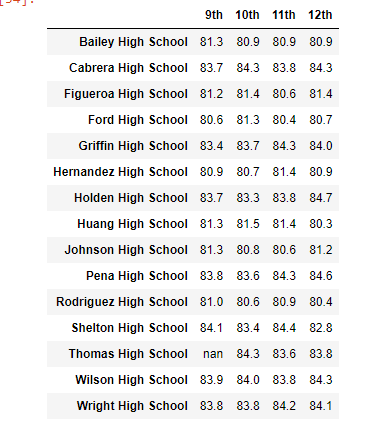 9th 10th 11th 12th
Bailey High School 81.3 80.9 80.9 80.9
Cabrera High School 83.7 84.3 83.8 84.3
Figueroa High School 81.2 81.4 80.6 81.4
Ford High School 80.6 81.3 80.4 80.7
Griffin High School 83.4 83.7 84.3 84.0
Hernandez High School 80.9 80.7 81.4 80.9
Holden High School 83.7 83.3 83.8 84.7
Huang High School 81.3 81.5 81.4 80.3
Johnson High School 81.3 80.8 80.6 81.2
Pena High School 83.8 83.6 84.3 84.6
Rodriguez High School 81.0 80.6 80.9 80.4
Shelton High School 84.1 83.4 84.4 82.8
Thomas High School nan 84.3 83.6 83.8
Wilson High School 83.9 84.0 83.8 84.3
Wright High School 83.8 83.8 84.2 84.1